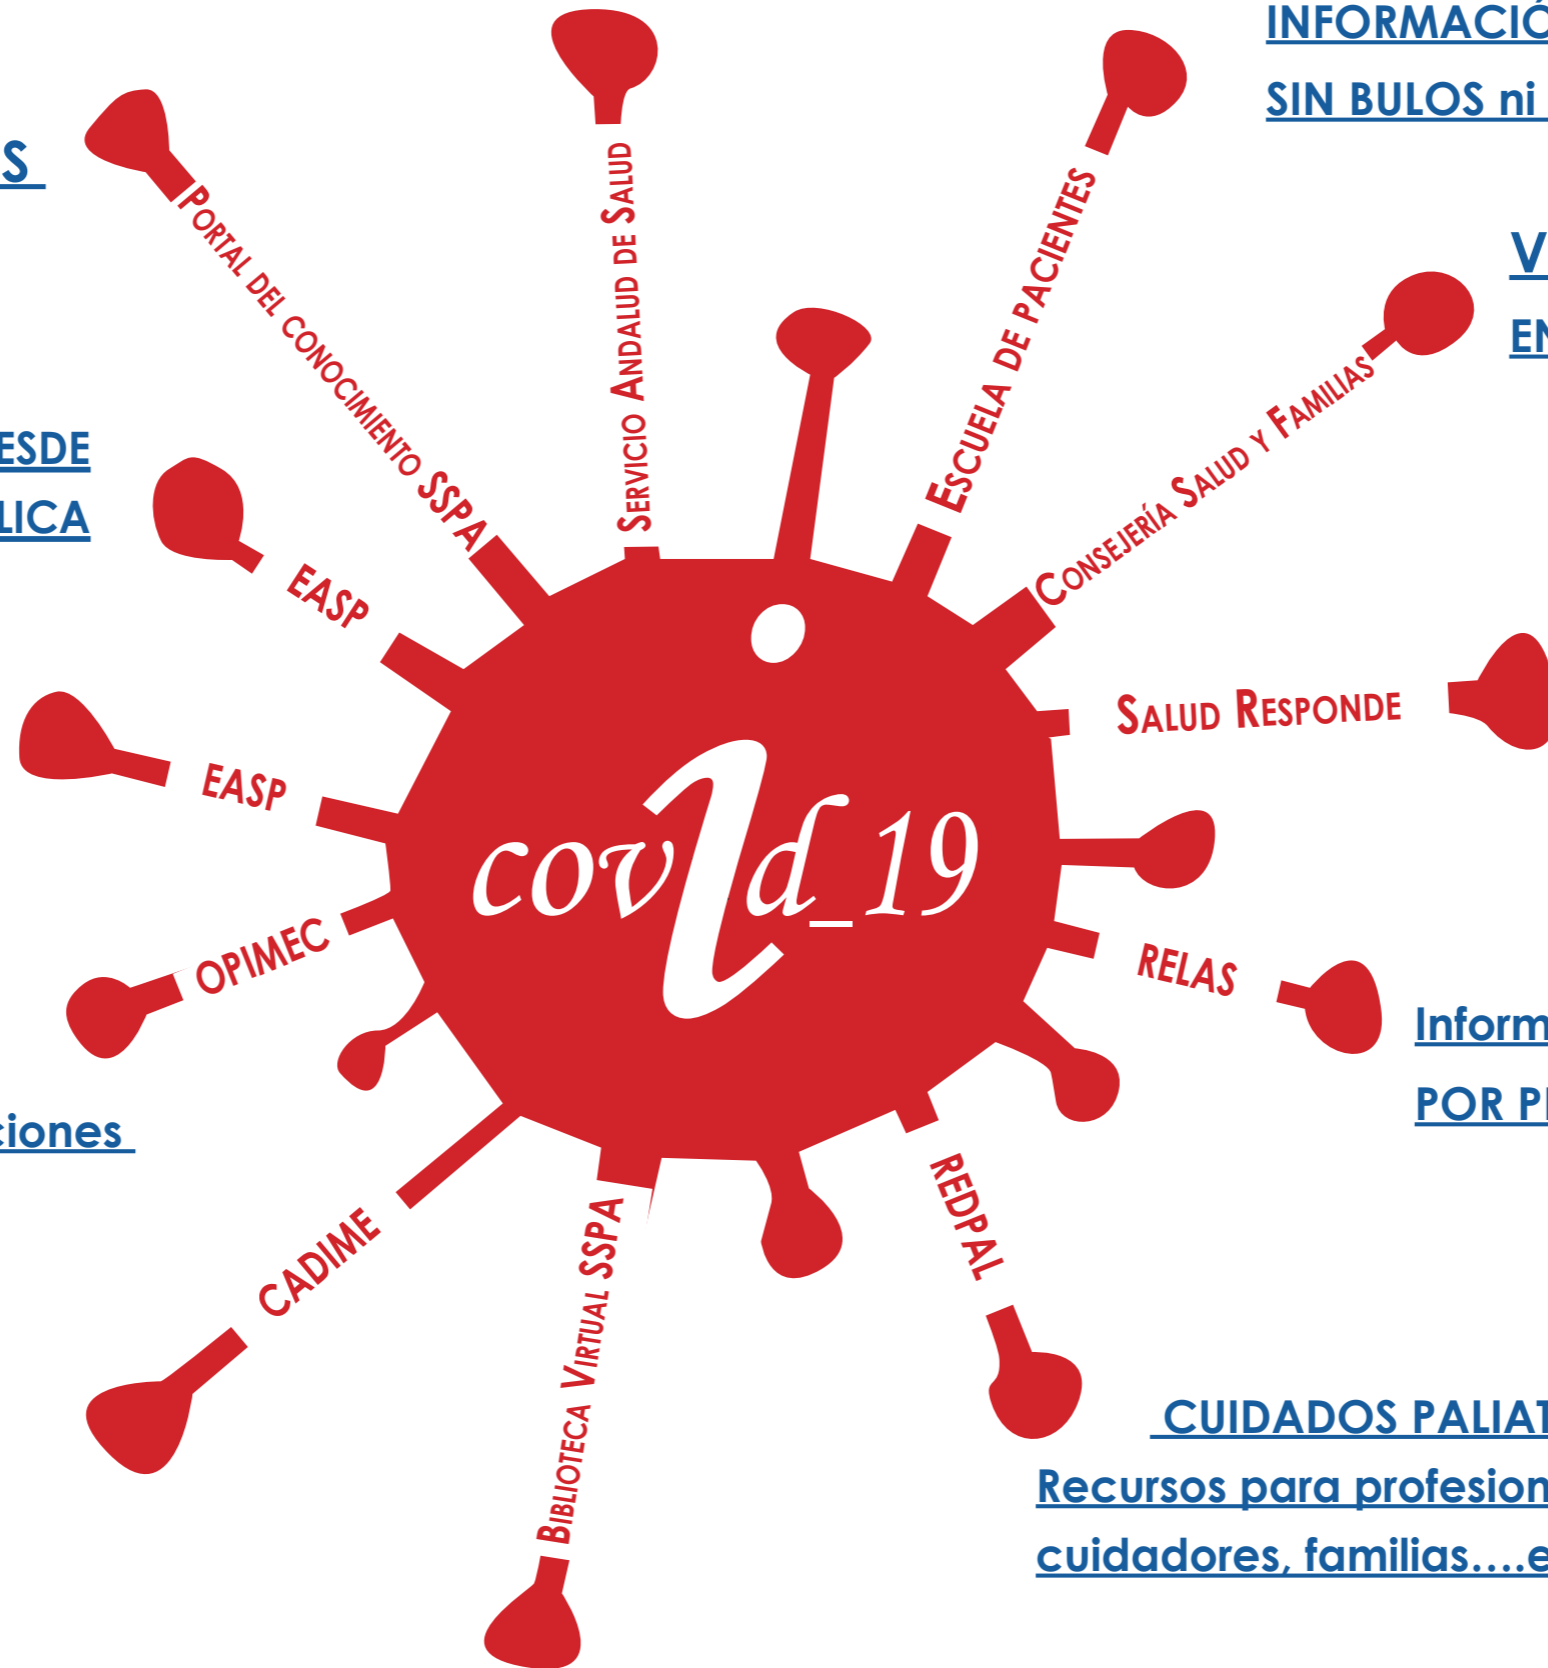 INFORMACIÓ
SIN BULOS ni
S
PORTAL DEL CONOCIMIENTO SSPA
SERVICIO ANDALUD DE SALUD
ESCUELA DE PACIENTES
V
EN
CONSEJERÍA SALUD Y FAMILIAS
ESDE
LICA
EASP
SALUD RESPONDE
EASP
covid_19
OPIMEC
RELAS
Inform
POR P
ciones
CADIME
BIBLIOTECA VIRTUAL SSPA
REDPAL
CUIDADOS PALIAT
Recursos para profesion
cuidadores, familias....e